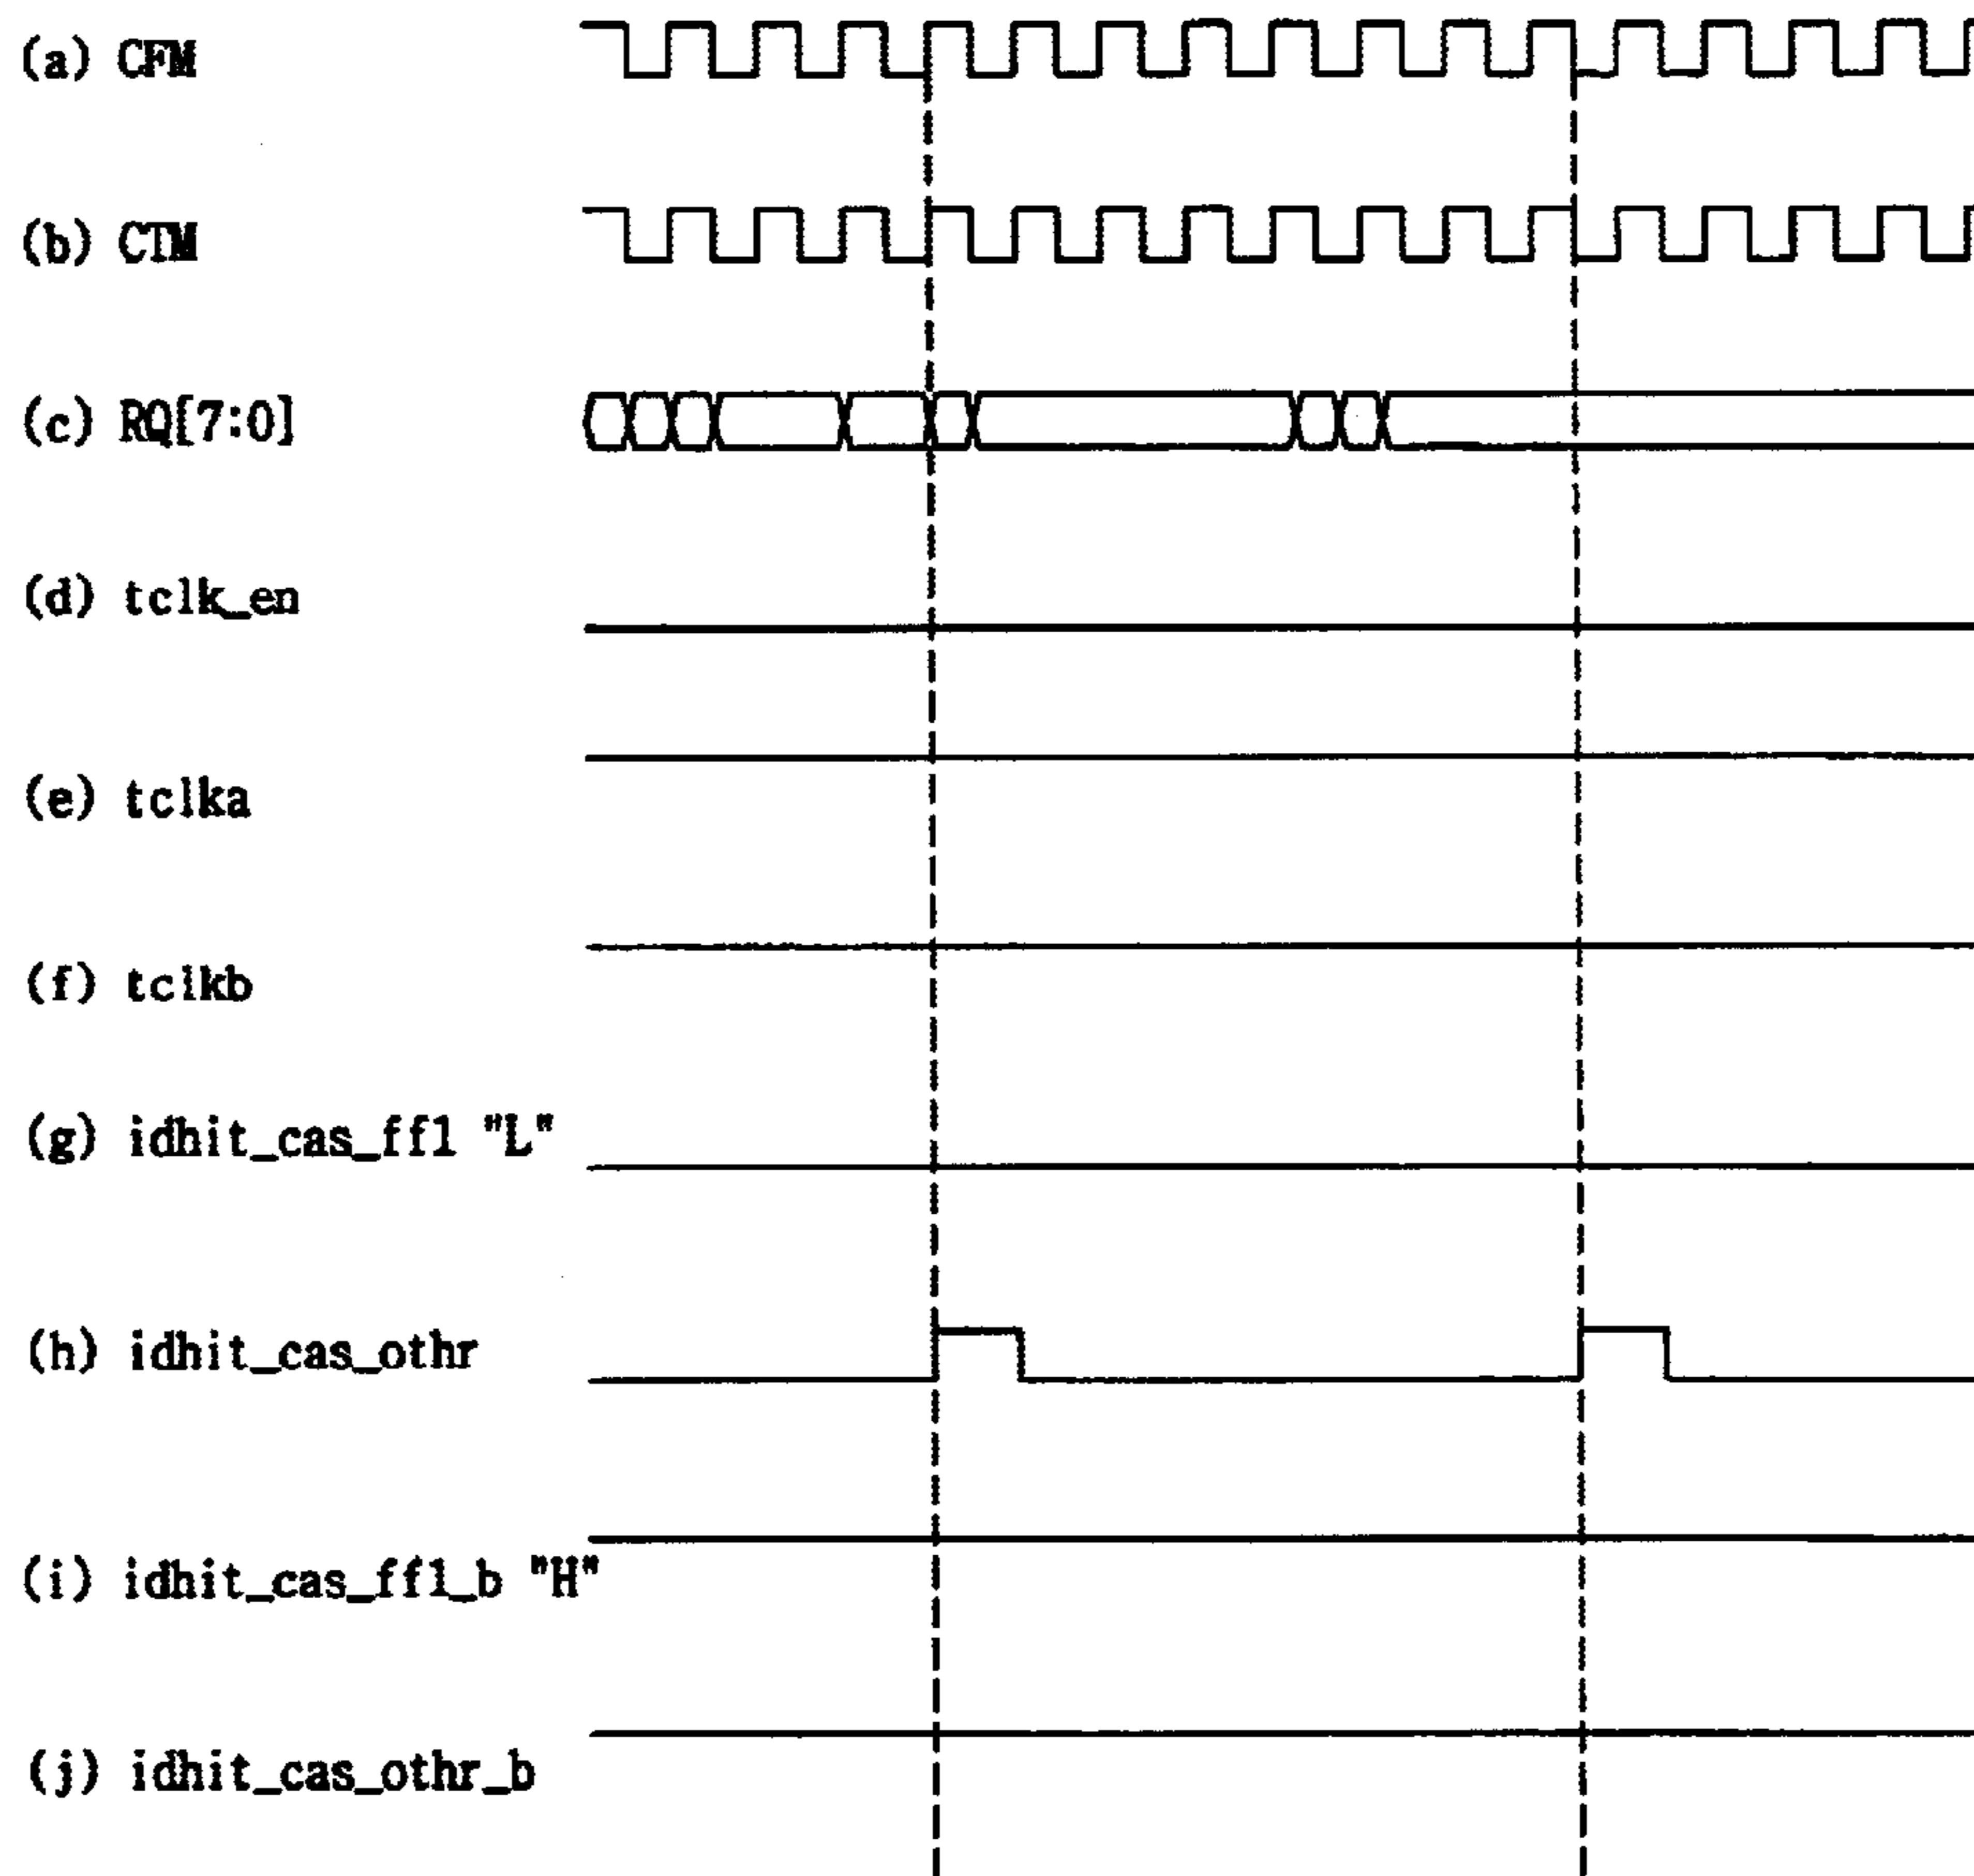 (a) CFM
(b) CTM
(c) RQ[7:0]
(d) tclk_en
(e) tclka
(f) tclkb
(g) idhit_cas_ff1 "L"
(h) idhit_cas_othr
(i) idhit_cas_ff1_b "H"
(j) idhit_cas_othr_b